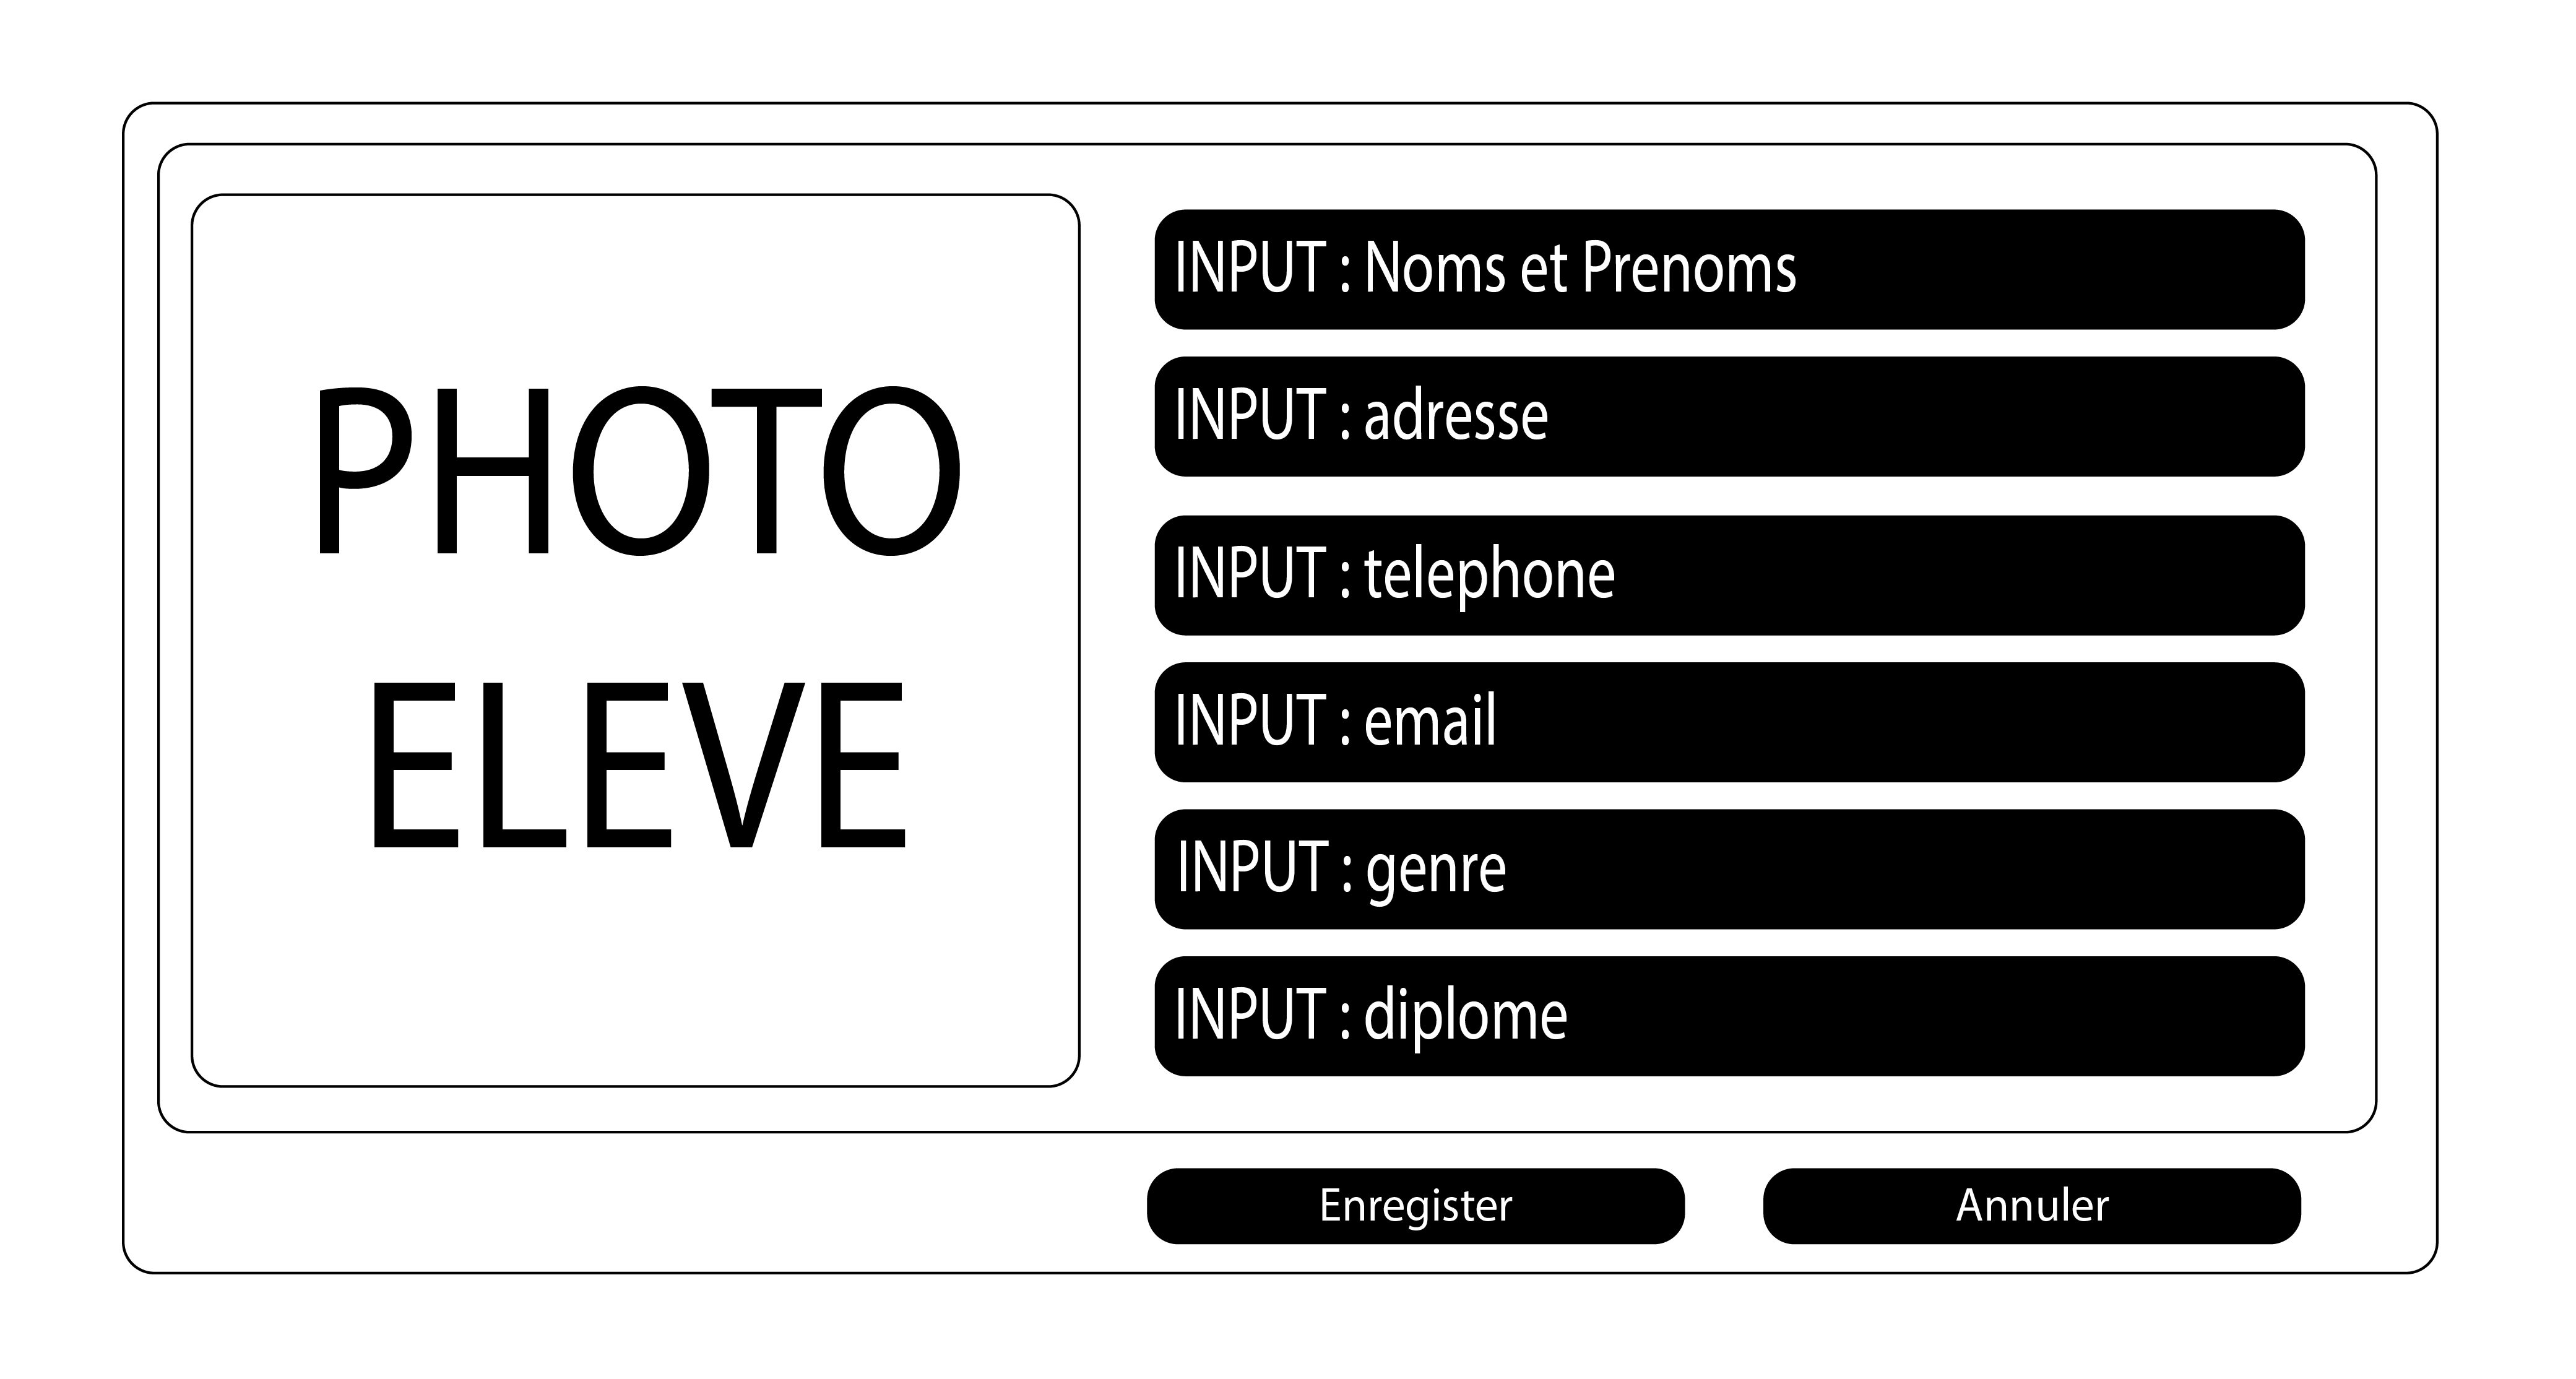 PHOTO
ELEVE
INPUT : Noms et Prenoms
INPUT : adresse
INPUT : telephone
INPUT : email
INPUT : genre
INPUT : diplome
Enregister
Annuler